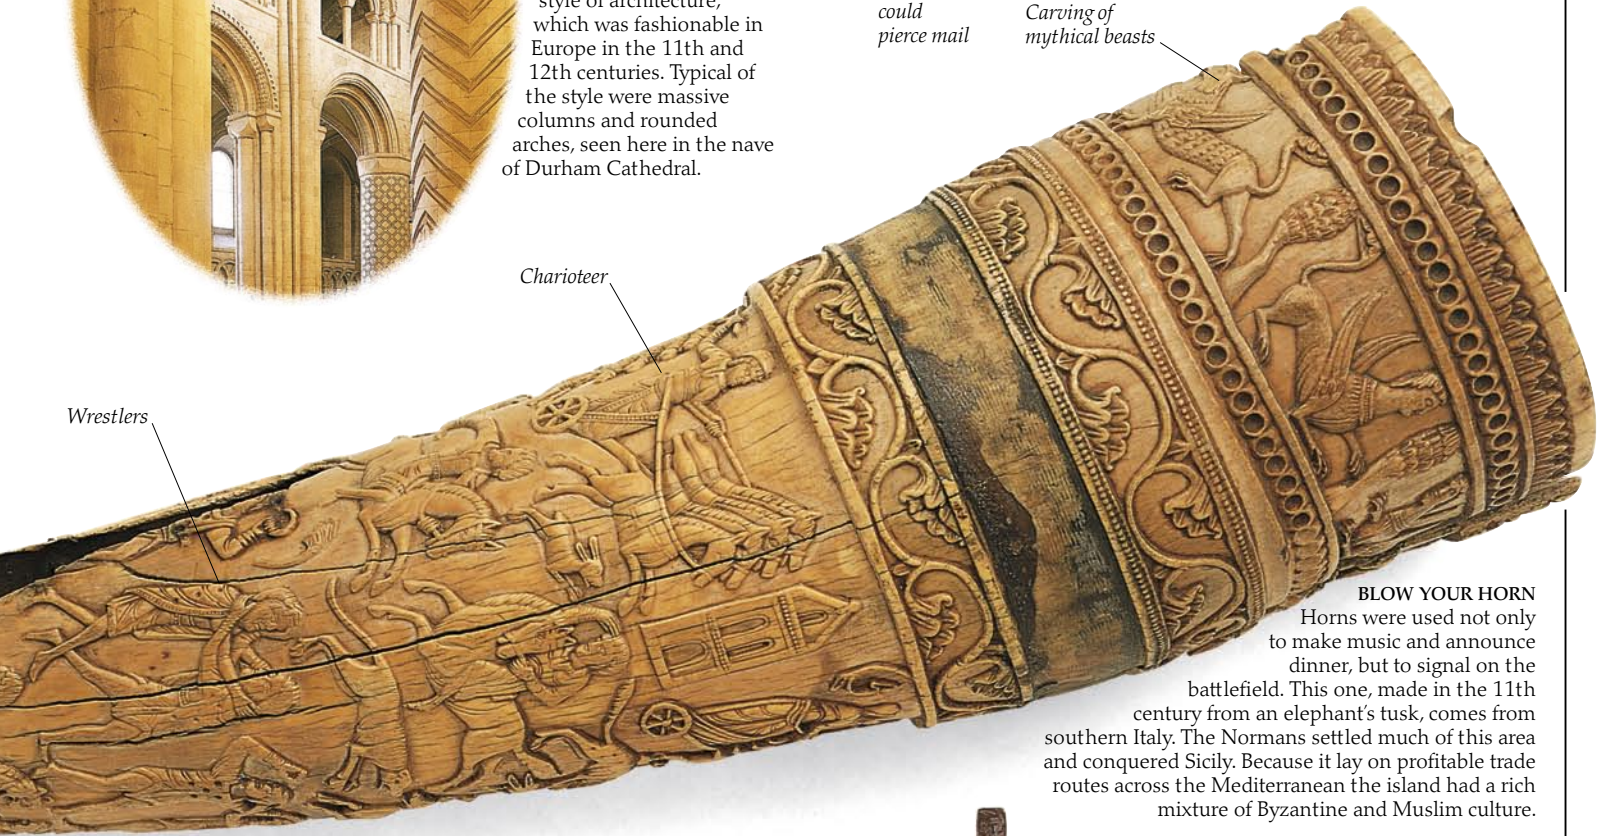 style of architecture,
which was fashionable in
Europe in the 11th and
12th centuries. Typical of
the style were massive
columns and rounded
arches, seen here in the nave
of Durham Cathedral.
could
pierce mail
Carving of
mythical beasts
Charioteer
Wrestlers
BLOW YOUR HORN
Horns were used not only
to make music and announce
dinner, but to signal on the
battlefield. This one, made in the 11th
century from an elephant's tusk, comes from
southern Italy. The Normans settled much of this area
and conquered Sicily. Because it lay on profitable trade
routes across the Mediterranean the island had a rich
mixture of Byzantine and Muslim culture.